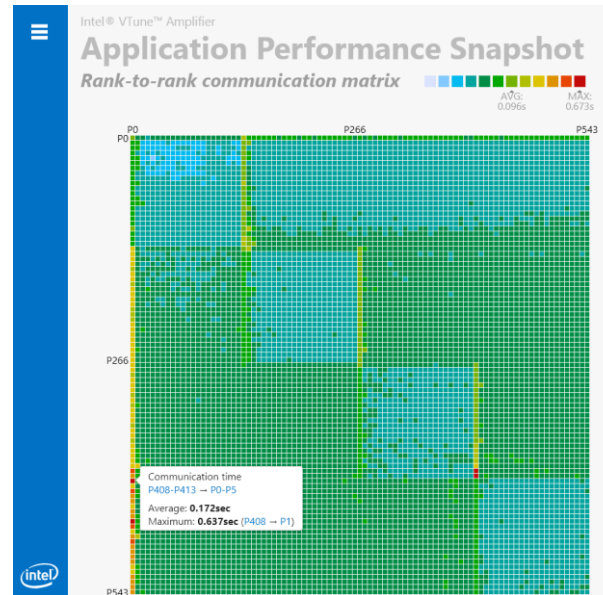 Intel® VTune™ Amplifier
Application Performance Snapshot
Rank-to-rank communication matrix
AVG:
0.096s
MAX:
0.673s
P0
P266
P543
P0
P266
Communication time
P408-P413 → P0-P5
Average: 0.172sec
Maximum: 0.637sec (P408 → P1)
P543
intel